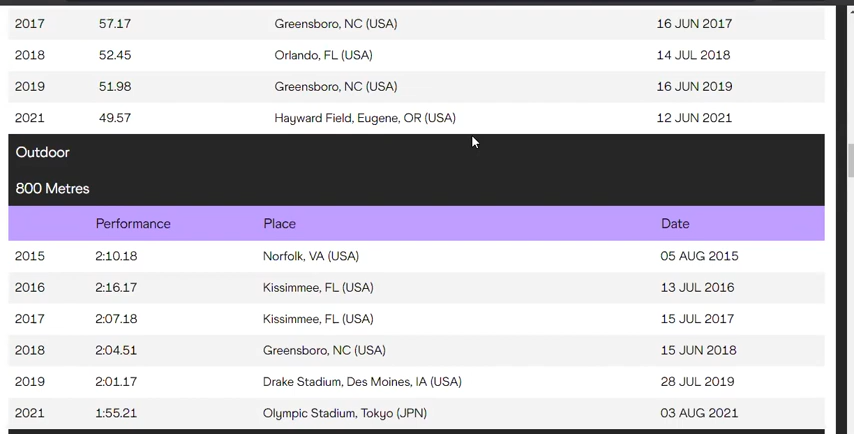 2017 57.17 Greensboro, NC (USA) 16 JUN 2017
2018 52.45 Orlando, FL (USA) 14 JUL 2018
2019 51.98 Greensboro, NC (USA) 16 JUN 2019
2021 49.57 Hayward Field, Eugene, OR (USA) 12 JUN 2021
Outdoor
800 Metres
Performance Place Date
2015 2:10.18 Norfolk, VA (USA) 05 AUG 2015
2016 2:16.17 Kissimmee, FL (USA) 13 JUL 2016
2017 2:07.18 Kissimmee, FL (USA) 15 JUL 2017
2018 2:04.51 Greensboro, NC (USA) 15 JUN 2018
2019 2:01.17 Drake Stadium, Des Moines, IA (USA) 28 JUL 2019
2021 1:55.21 Olympic Stadium, Tokyo (JPN) 03 AUG 2021